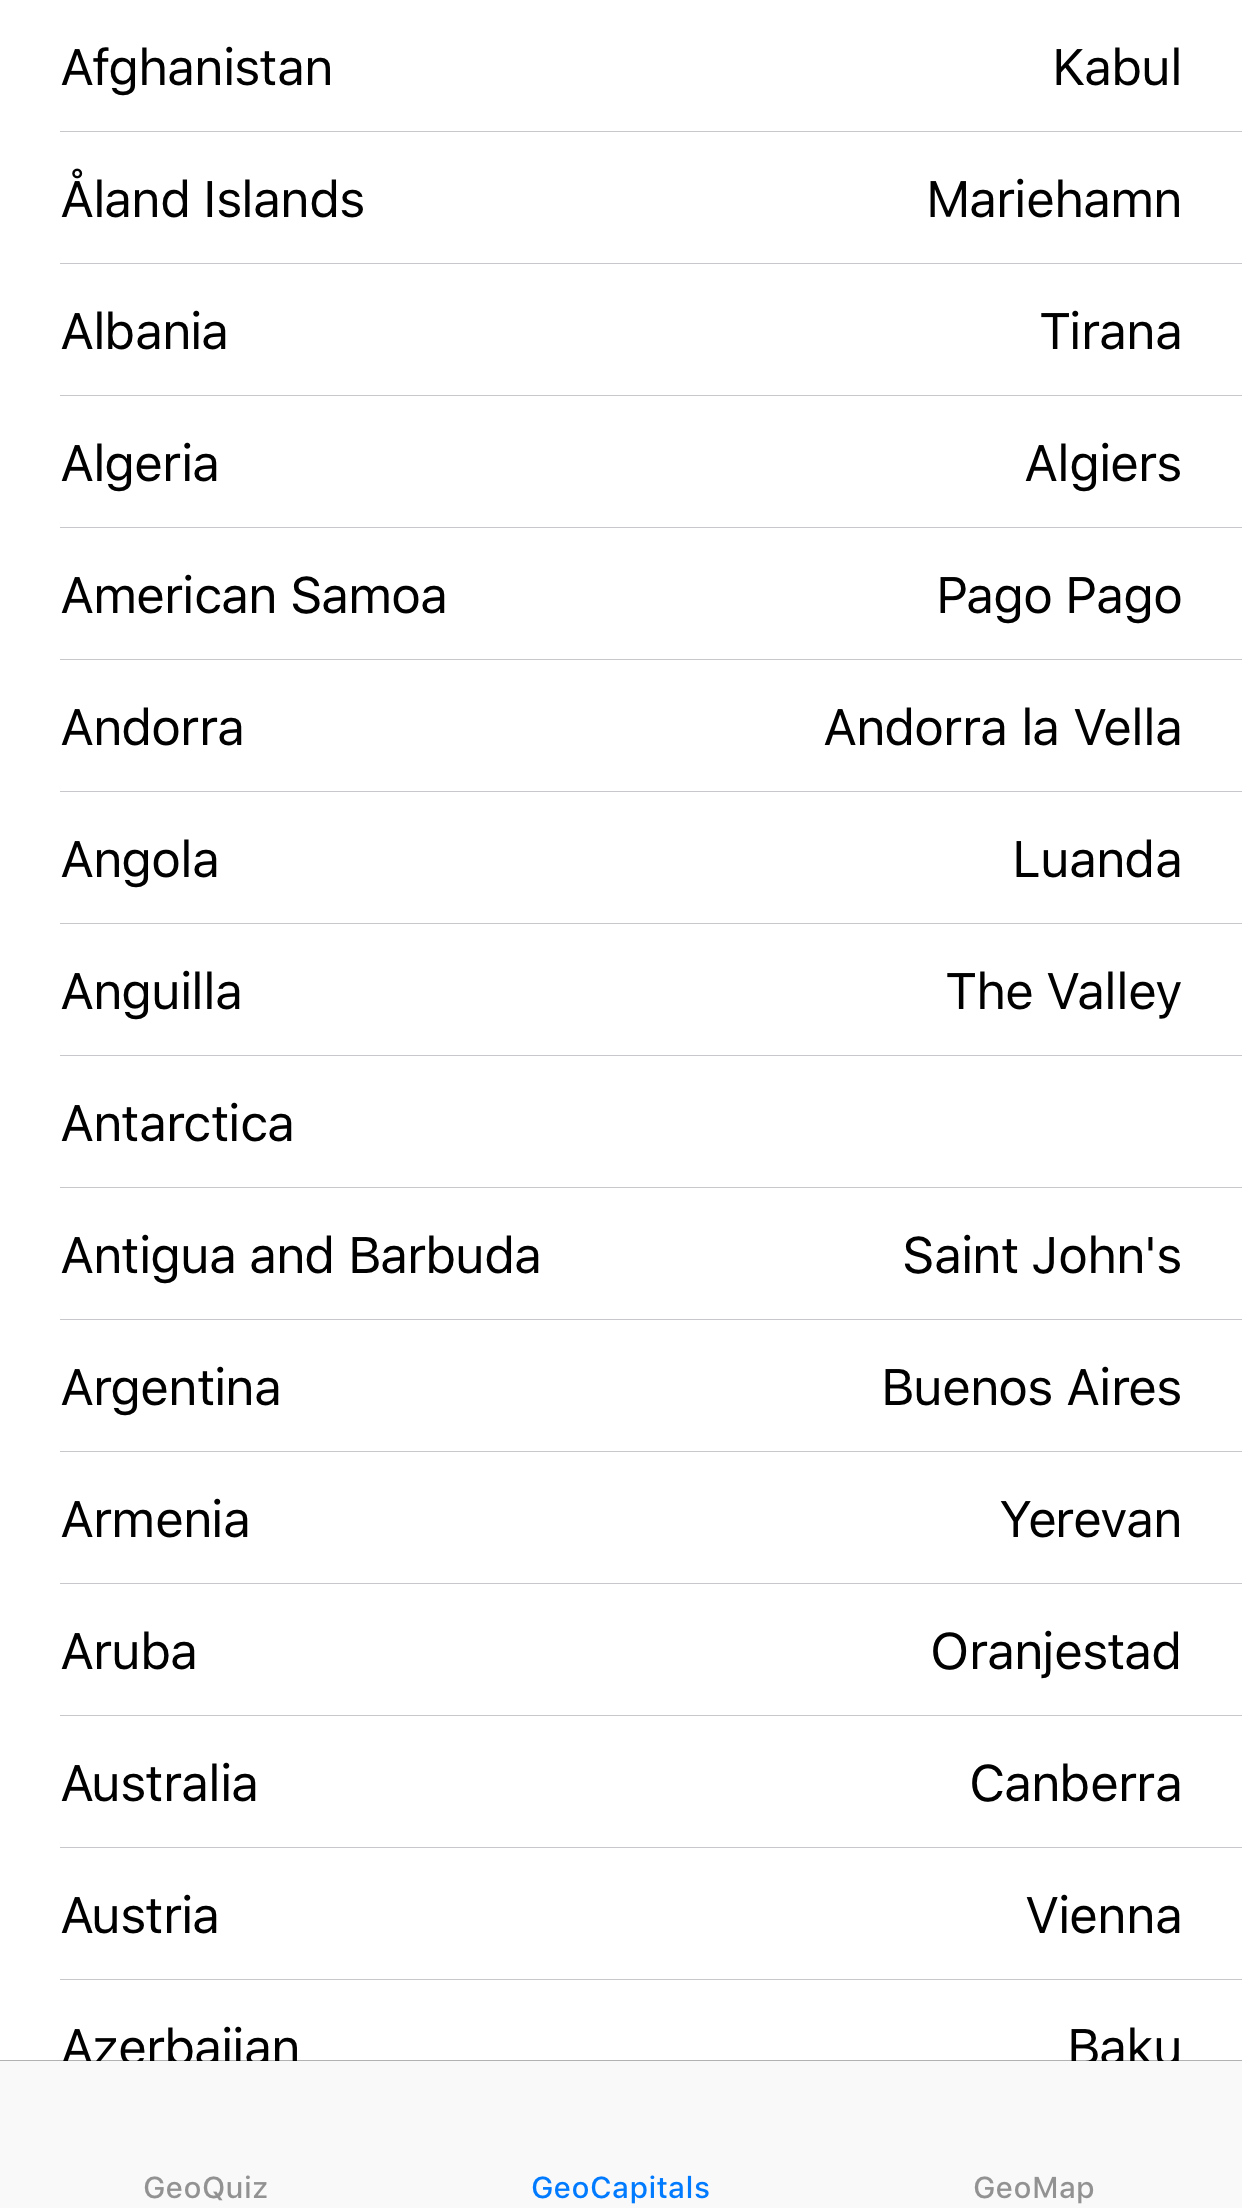 Afghanistan Kabul
Åland Islands Mariehamn
Albania Tirana
Algeria Algiers
American Samoa Pago Pago
Andorra Andorra la Vella
Angola Luanda
Anguilla The Valley
Antarctica
Antigua and Barbuda Saint John's
Argentina Buenos Aires
Armenia Yerevan
Aruba Oranjestad
Australia Canberra
Austria Vienna
Azerbaijan Baku
GeoQuiz GeoCapitals GeoMap